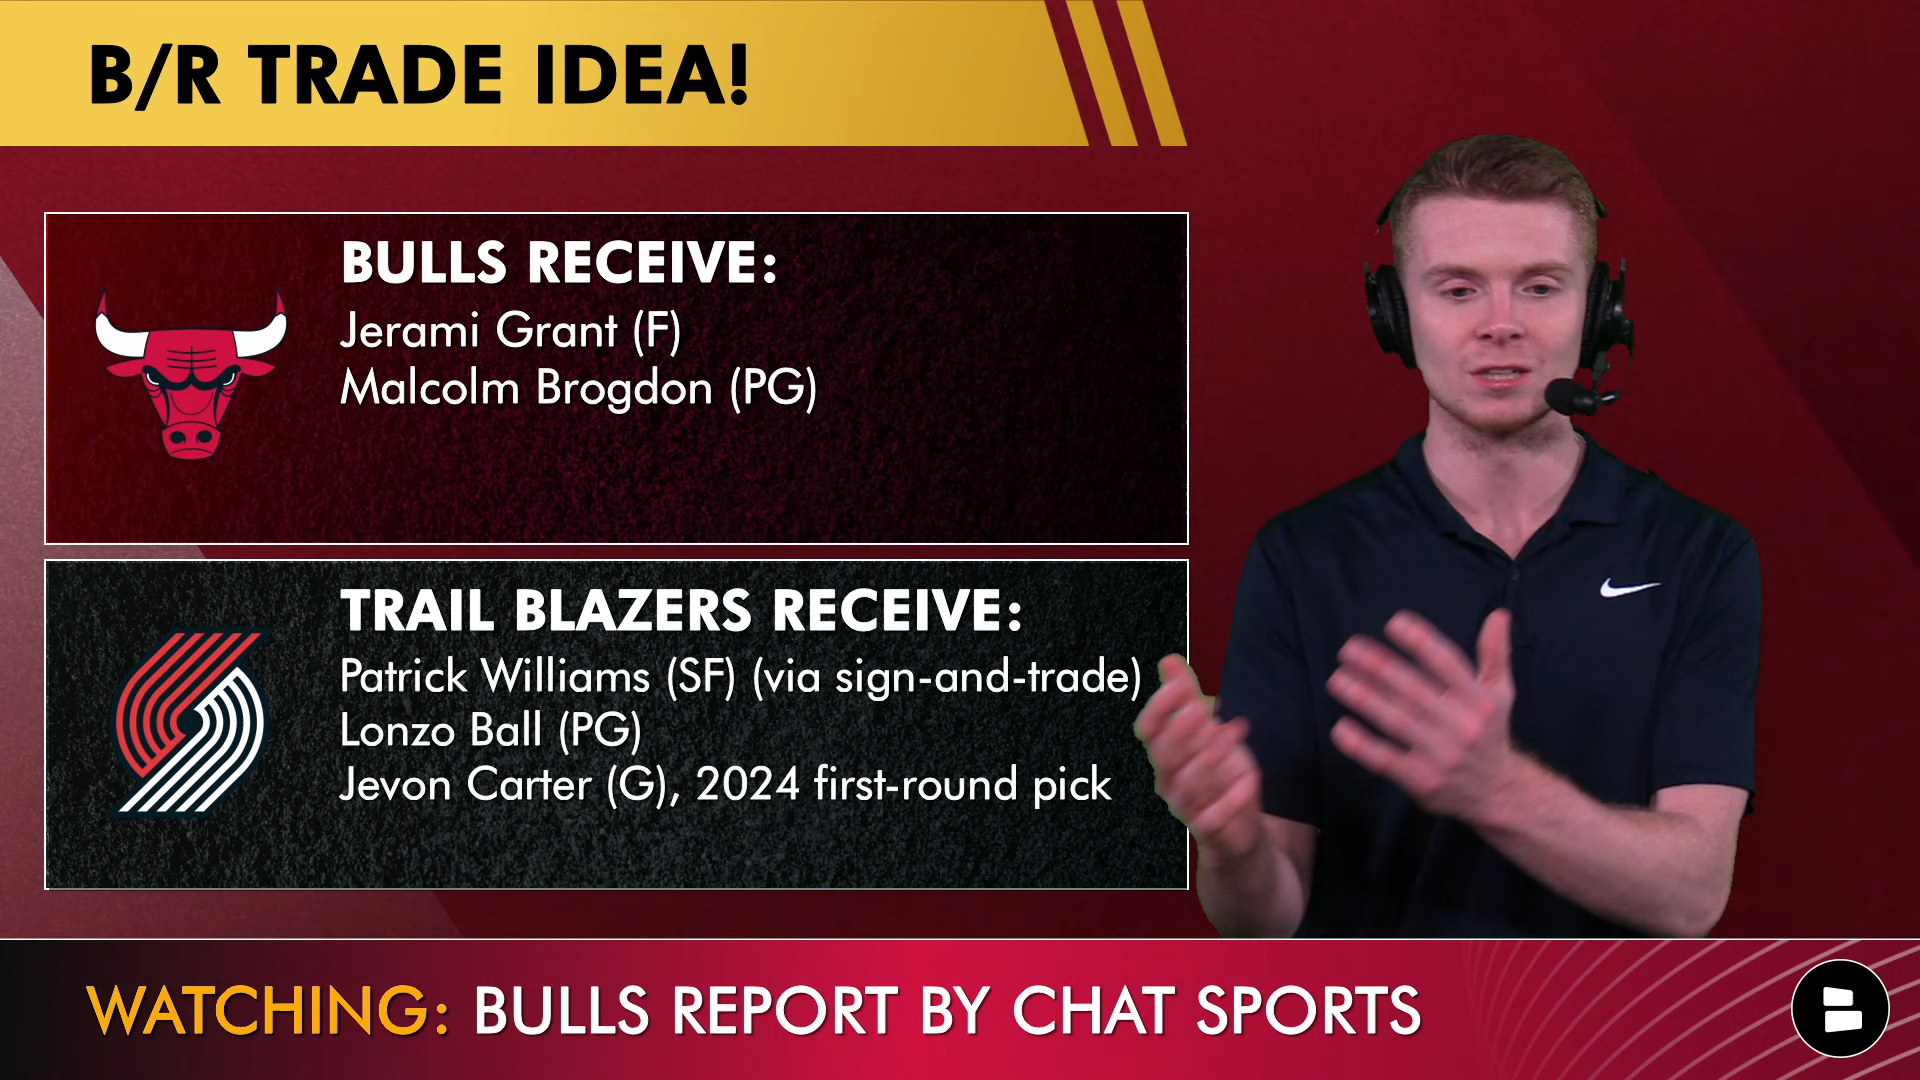 B/R TRADE IDEA!
BULLS RECEIVE:
Jerami Grant (F)
Malcolm Brogdon (PG)
TRAIL BLAZERS RECEIVE:
Patrick Williams (SF) (via sign-and-trade)
Lonzo Ball (PG)
Jevon Carter (G), 2024 first-round pick
WATCHING: BULLS REPORT BY CHAT SPORTS